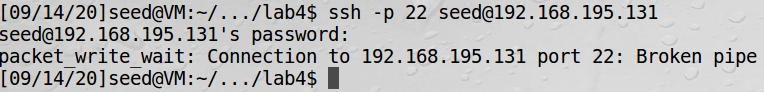 [09/14/20]seed@VM:~/.../lab4$ ssh -p 22 seed@192.168.195.131
seed@192.168.195.131's password:
packet_write_wait: Connection to 192.168.195.131 port 22: Broken pipe
[09/14/20]seed@VM:~/.../lab4$